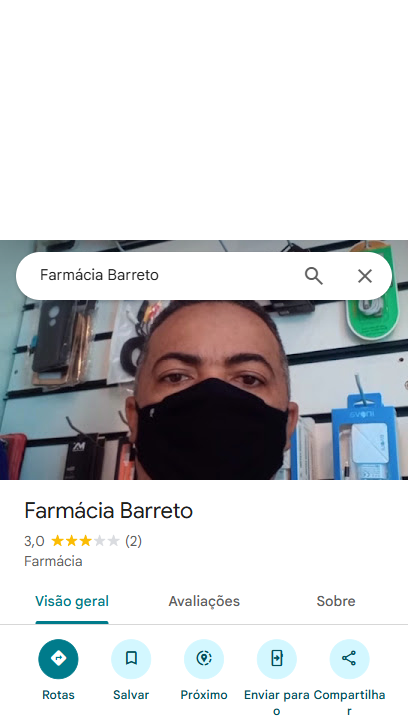 Farmácia Barreto
Farmácia Barreto
3,0 (2)
Farmácia
Visão geral Avaliações Sobre
Rotas Salvar Próximo Enviar para o Compartilhar